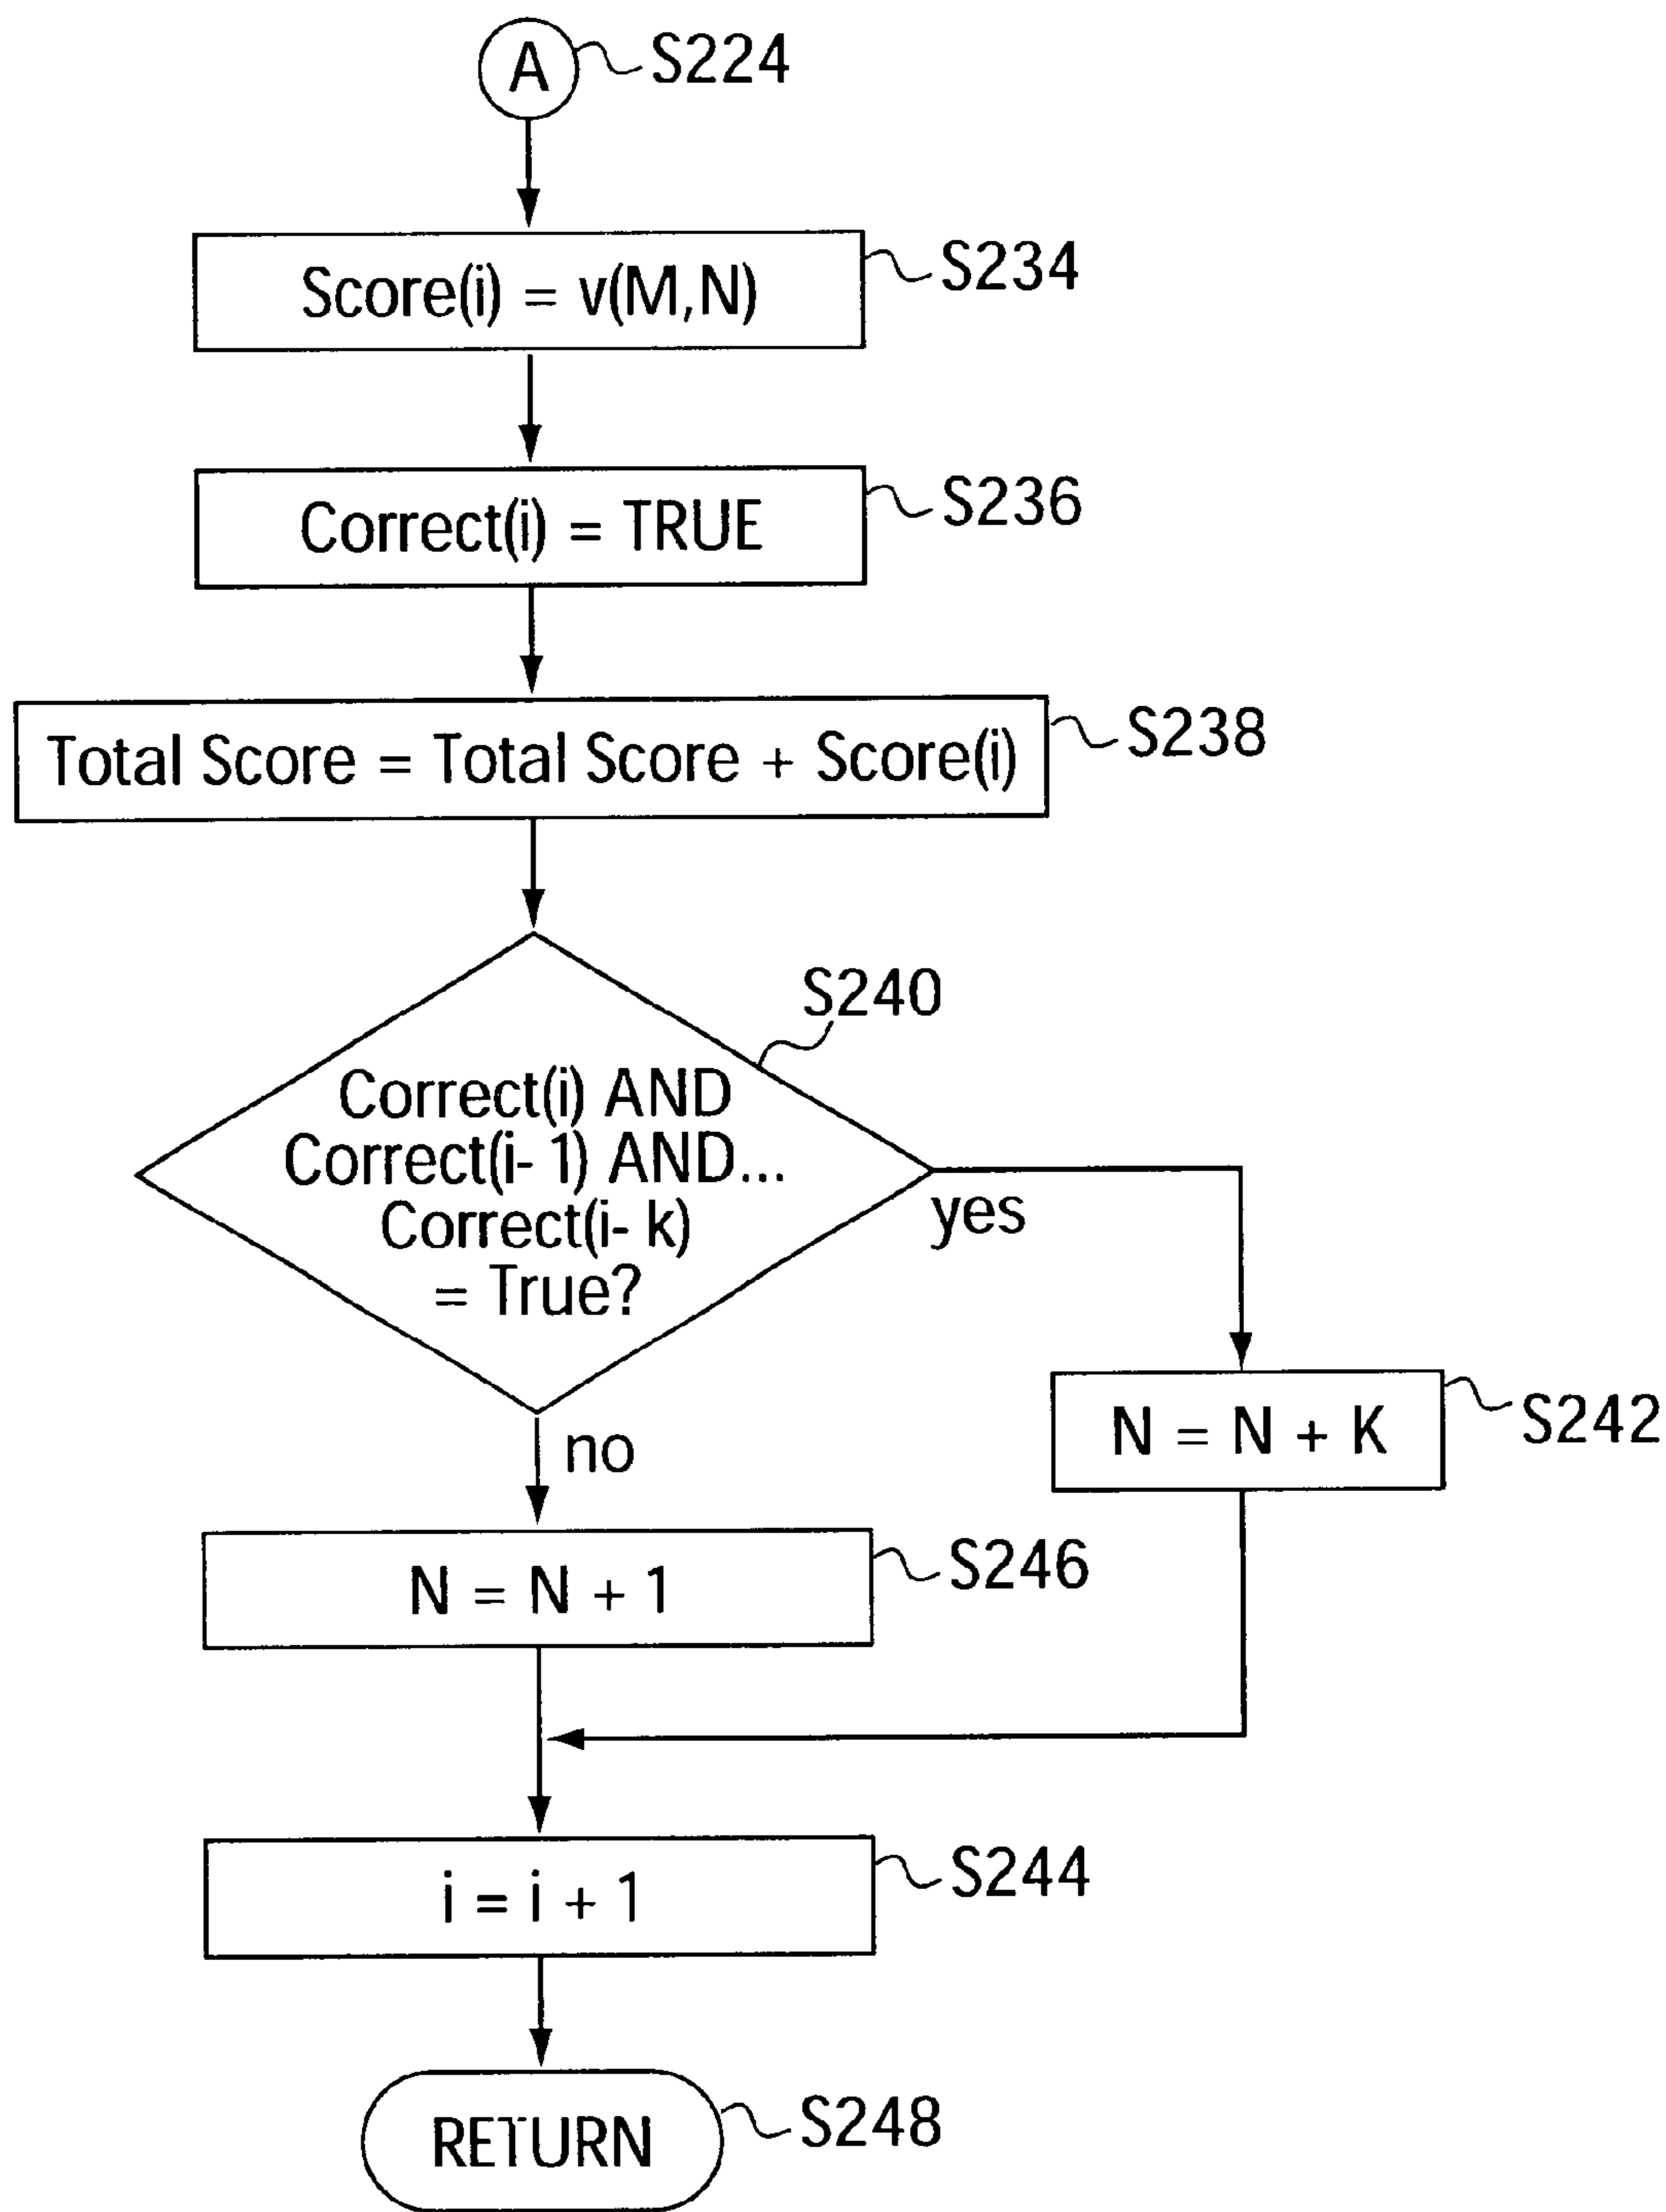 A
S224
Score(i) = v(M,N)
S234
Correct(i) = TRUE
S236
Total Score = Total Score + Score(i)
S238
S240
Correct(i) AND
Correct(i- 1) AND...
Correct(i- k)
= True?
yes
no
N = N + K
S242
N = N + 1
S246
i = i + 1
S244
RETURN
S248